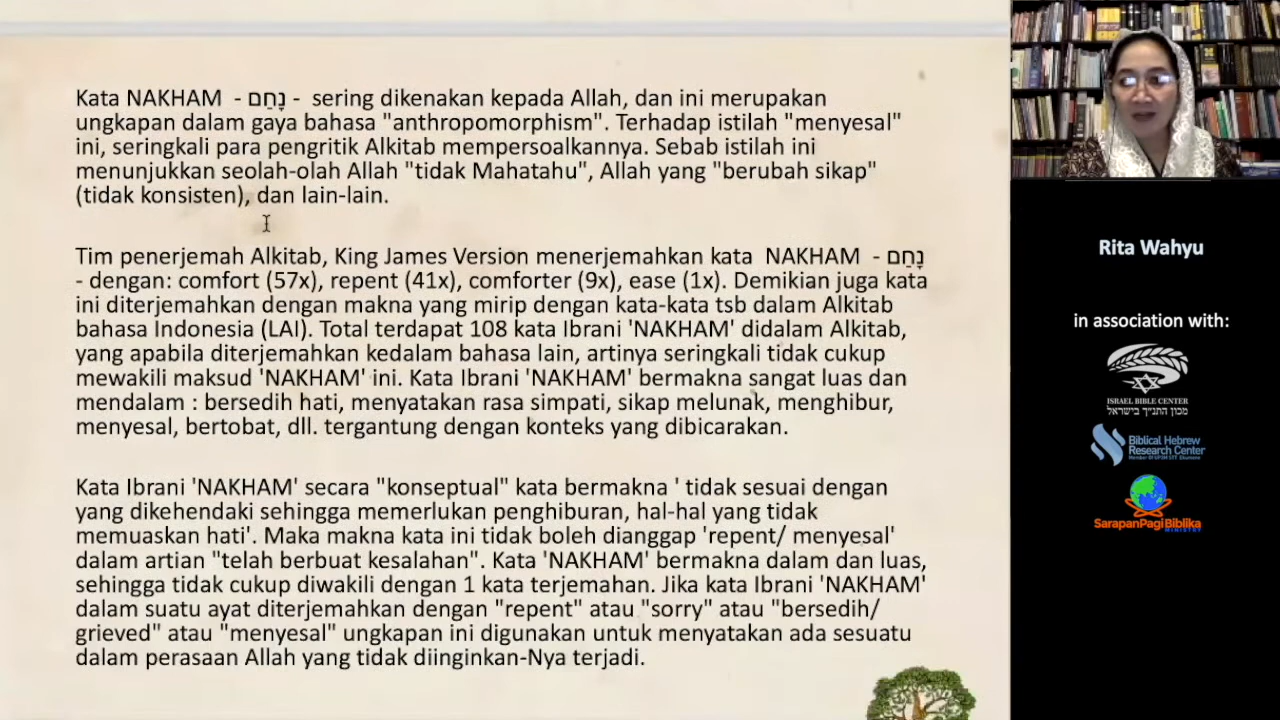 Kata NAKHAM - נָחַם - sering dikenakan kepada Allah, dan ini merupakan
ungkapan dalam gaya bahasa "anthropomorphism". Terhadap istilah "menyesal"
ini, seringkali para pengritik Alkitab mempersoalkannya. Sebab istilah ini
menunjukkan seolah-olah Allah "tidak Mahatahu", Allah yang "berubah sikap"
(tidak konsisten), dan lain-lain.
Tim penerjemah Alkitab, King James Version menerjemahkan kata NAKHAM - נָחַם
- dengan: comfort (57x), repent (41x), comforter (9x), ease (1x). Demikian juga kata
ini diterjemahkan dengan makna yang mirip dengan kata-kata tsb dalam Alkitab
bahasa Indonesia (LAI). Total terdapat 108 kata Ibrani 'NAKHAM' didalam Alkitab,
yang apabila diterjemahkan kedalam bahasa lain, artinya seringkali tidak cukup
mewakili maksud 'NAKHAM' ini. Kata Ibrani 'NAKHAM' bermakna sangat luas dan
mendalam : bersedih hati, menyatakan rasa simpati, sikap melunak, menghibur,
menyesal, bertobat, dll. tergantung dengan konteks yang dibicarakan.
Kata Ibrani 'NAKHAM' secara "konseptual" kata bermakna ' tidak sesuai dengan
yang dikehendaki sehingga memerlukan penghiburan, hal-hal yang tidak
memuaskan hati'. Maka makna kata ini tidak boleh dianggap 'repent/ menyesal'
dalam artian "telah berbuat kesalahan". Kata 'NAKHAM' bermakna dalam dan luas,
sehingga tidak cukup diwakili dengan 1 kata terjemahan. Jika kata Ibrani 'NAKHAM'
dalam suatu ayat diterjemahkan dengan "repent" atau "sorry" atau "bersedih/
grieved" atau "menyesal" ungkapan ini digunakan untuk menyatakan ada sesuatu
dalam perasaan Allah yang tidak diinginkan-Nya terjadi.
Rita Wahyu
in association with:
ISRAEL BIBLE CENTER
מכון התנ״ך בישראל
Biblical Hebrew
Research Center
SarapanPagiBiblika
MINISTRY